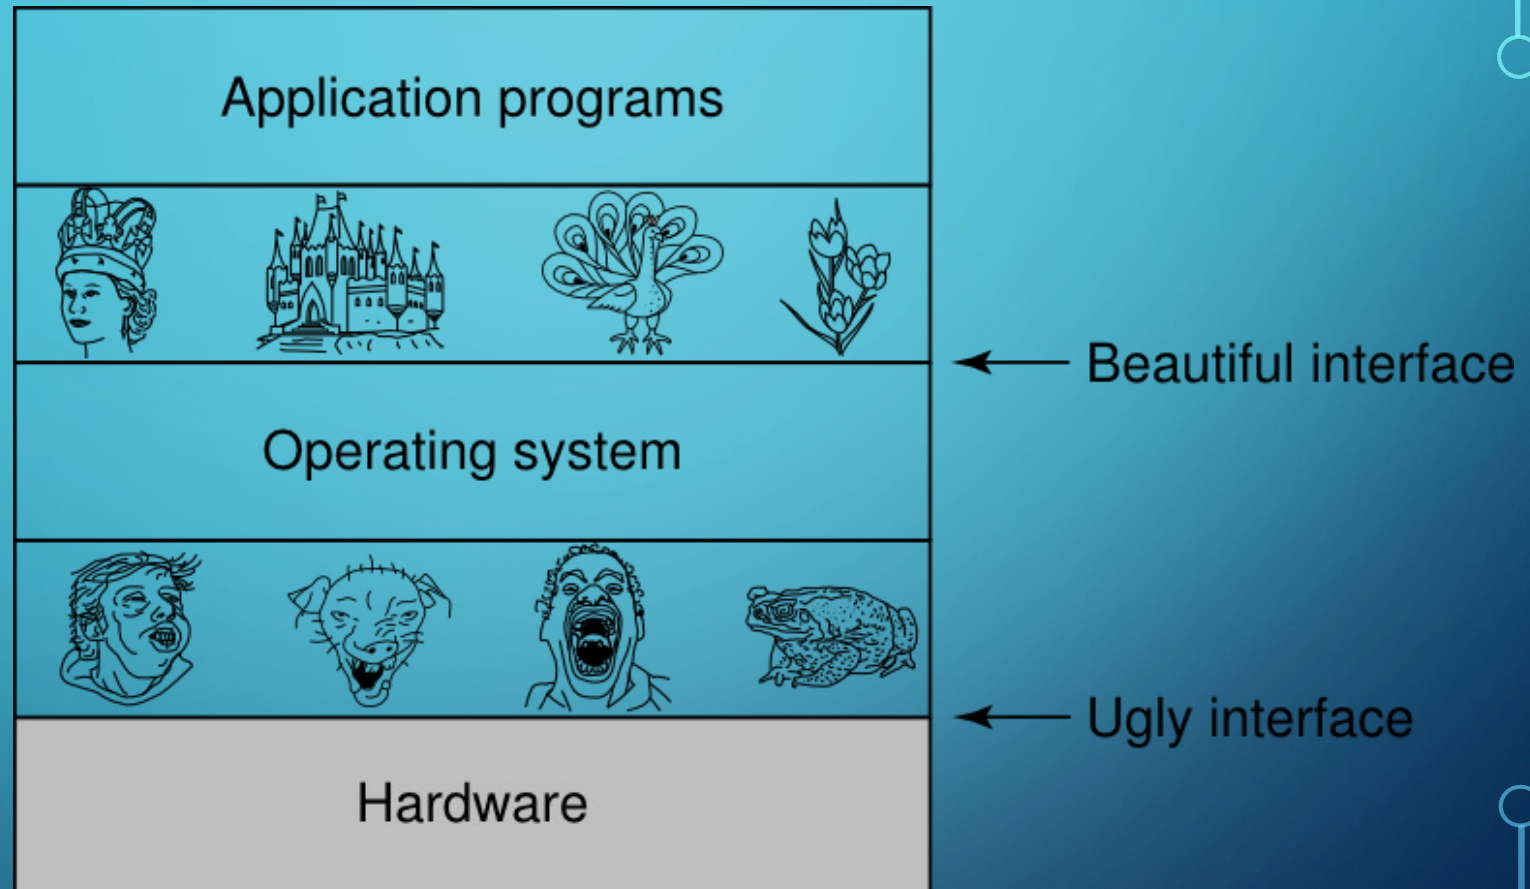 Application programs
Beautiful interface
Operating system
Ugly interface
Hardware